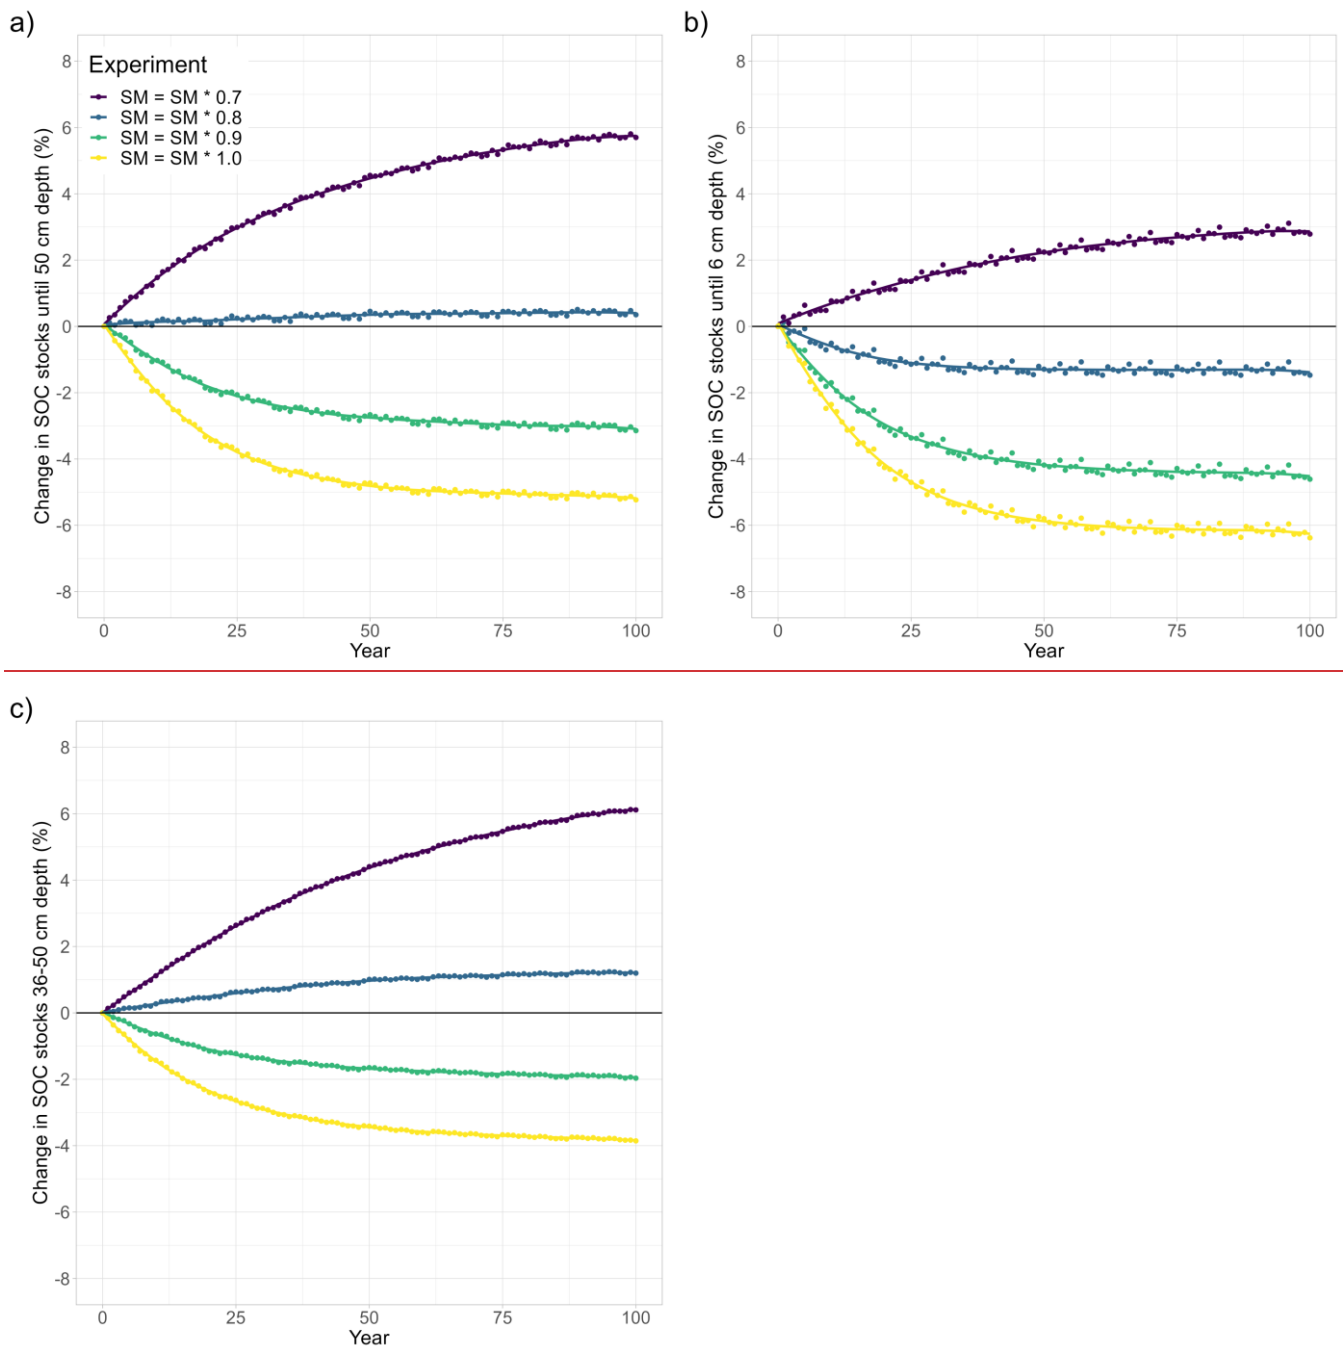 a)
Change in SOC stocks until 50 cm depth (%)
8
6
4
2
0
-2
-4
-6
-8
Experiment
SM = SM * 0.7
SM = SM * 0.8
SM = SM * 0.9
SM = SM * 1.0
0 25 50 75 100
Year
b)
Change in SOC stocks until 6 cm depth (%)
8
6
4
2
0
-2
-4
-6
-8
0 25 50 75 100
Year
c)
Change in SOC stocks 36-50 cm depth (%)
8
6
4
2
0
-2
-4
-6
-8
0 25 50 75 100
Year